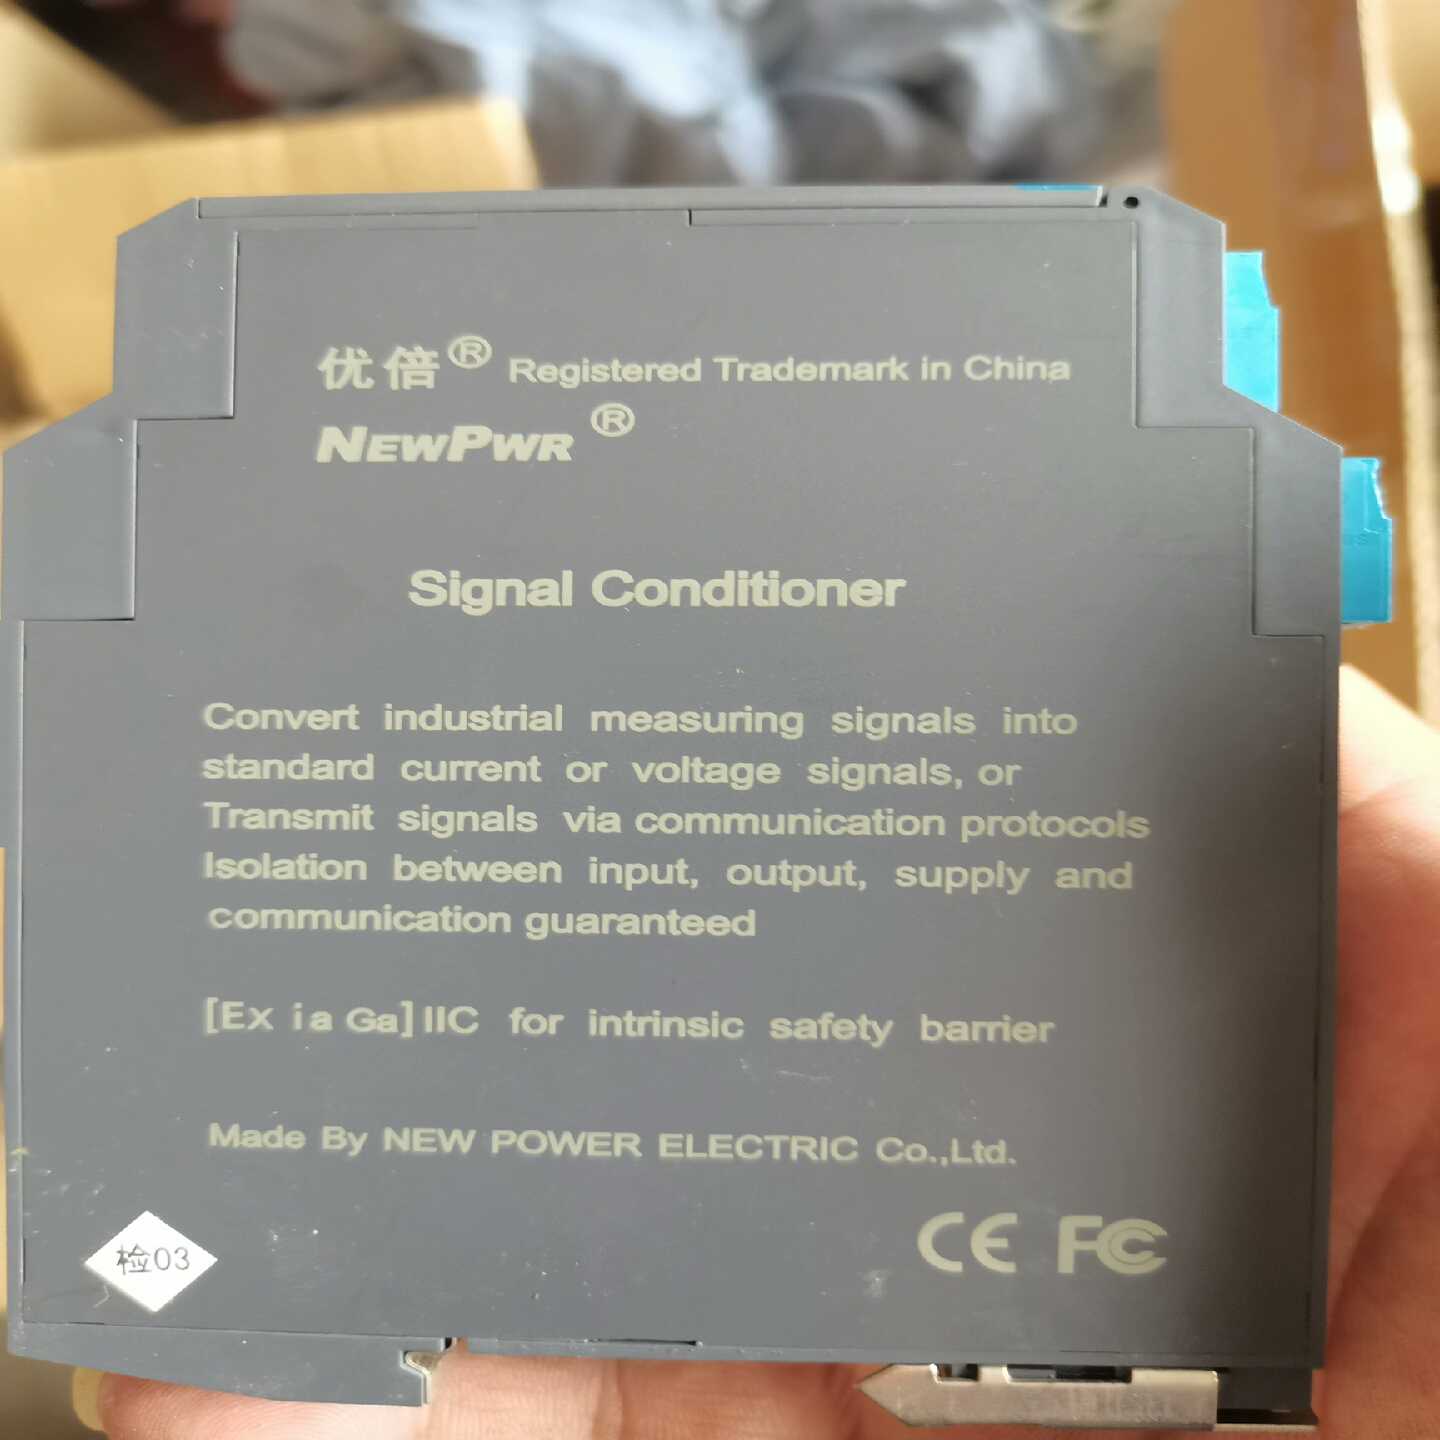 优倍® Registered Trademark in China
NEWPWR®
Signal Conditioner
Convert industrial measuring signals into
standard current or voltage signals, or
Transmit signals via communication protocols
Isolation between input, output, supply and
communication guaranteed
[Ex ia Ga] IIC for intrinsic safety barrier
Made By NEW POWER ELECTRIC Co.,Ltd.
检03
CE FC